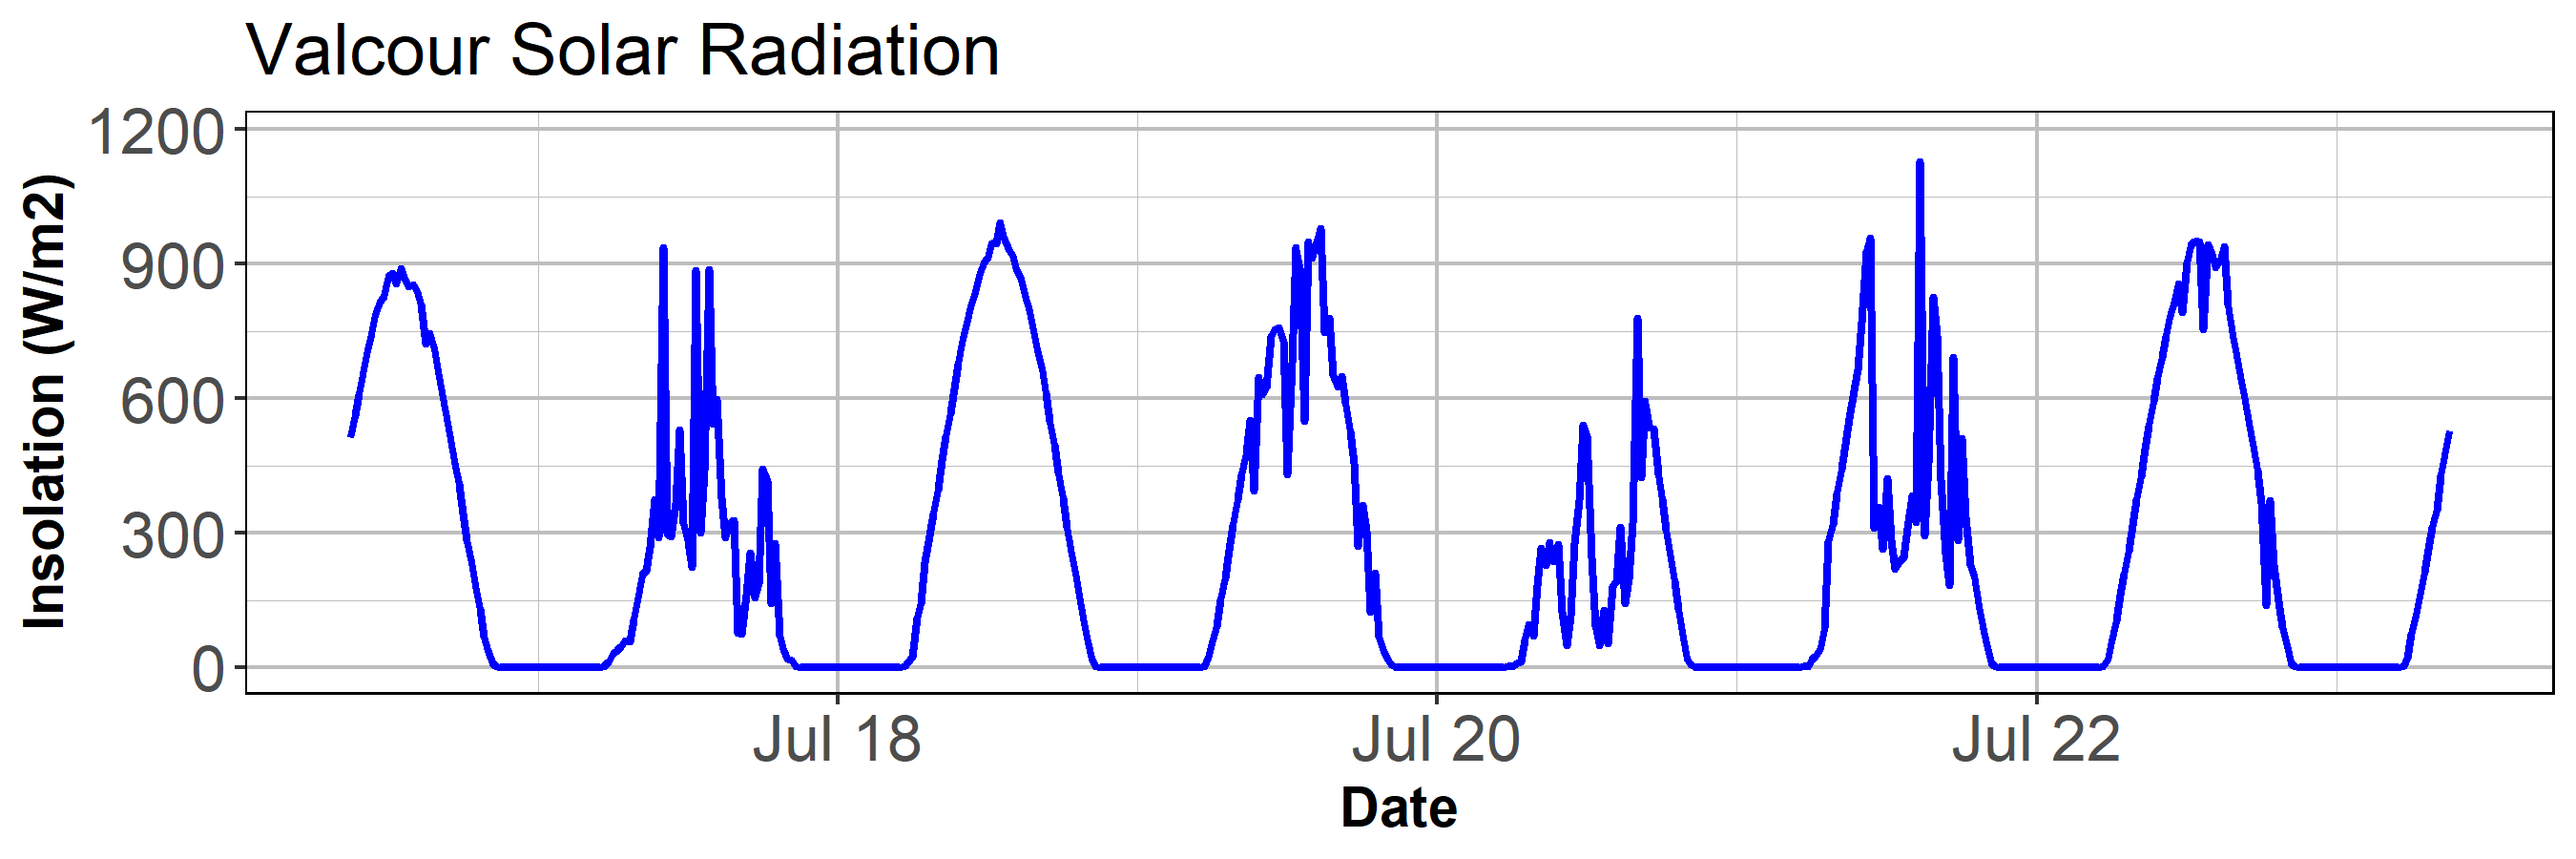 Valcour Solar Radiation
1200
900
600
300
0
Insolation (W/m2)
Jul 18 Jul 20 Jul 22
Date